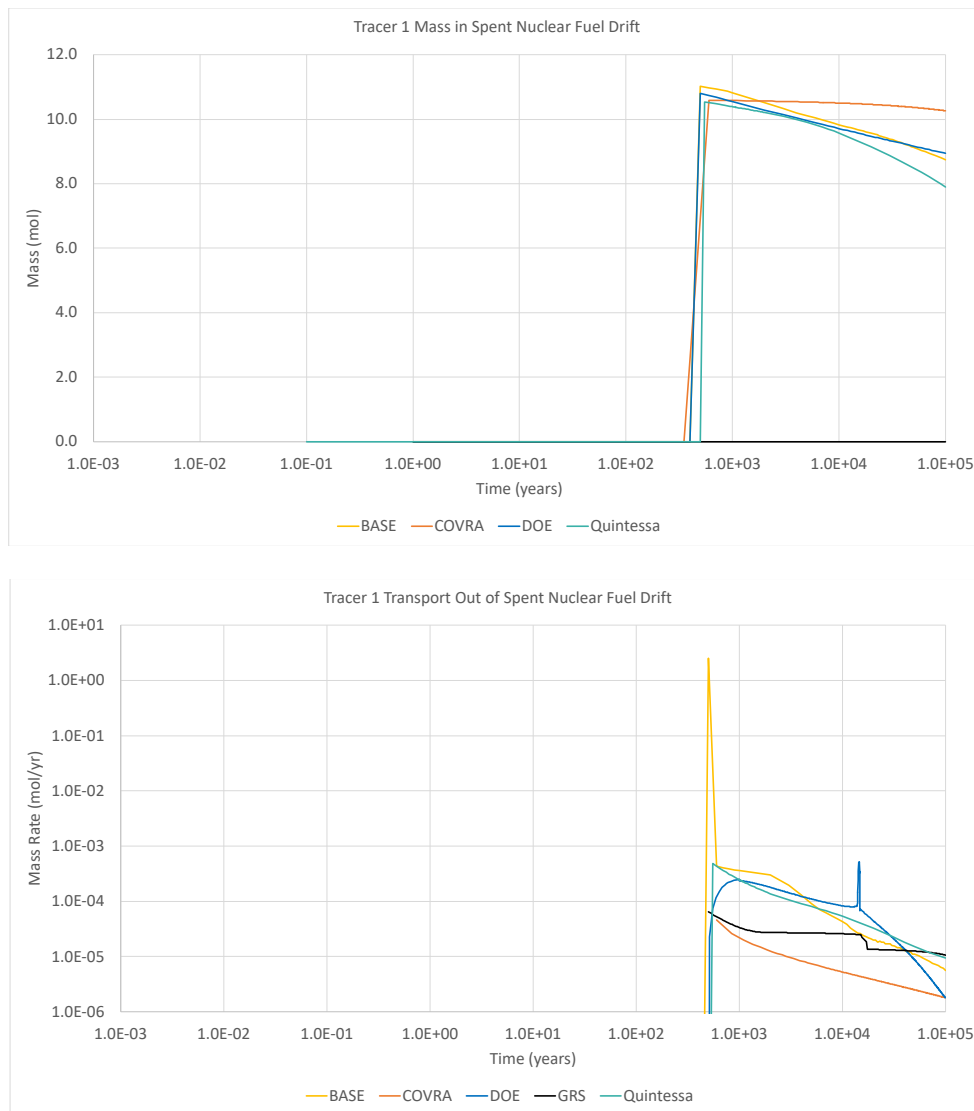 Tracer 1 Mass in Spent Nuclear Fuel Drift
12.0
10.0
8.0
6.0
4.0
2.0
0.0
Mass (mol)
1.0E-03 1.0E-02 1.0E-01 1.0E+00 1.0E+01 1.0E+02 1.0E+03 1.0E+04 1.0E+05
Time (years)
BASE COVRA DOE Quintessa
Tracer 1 Transport Out of Spent Nuclear Fuel Drift
1.0E+01
1.0E+00
1.0E-01
1.0E-02
1.0E-03
1.0E-04
1.0E-05
1.0E-06
Mass Rate (mol/yr)
1.0E-03 1.0E-02 1.0E-01 1.0E+00 1.0E+01 1.0E+02 1.0E+03 1.0E+04 1.0E+05
Time (years)
BASE COVRA DOE GRS Quintessa